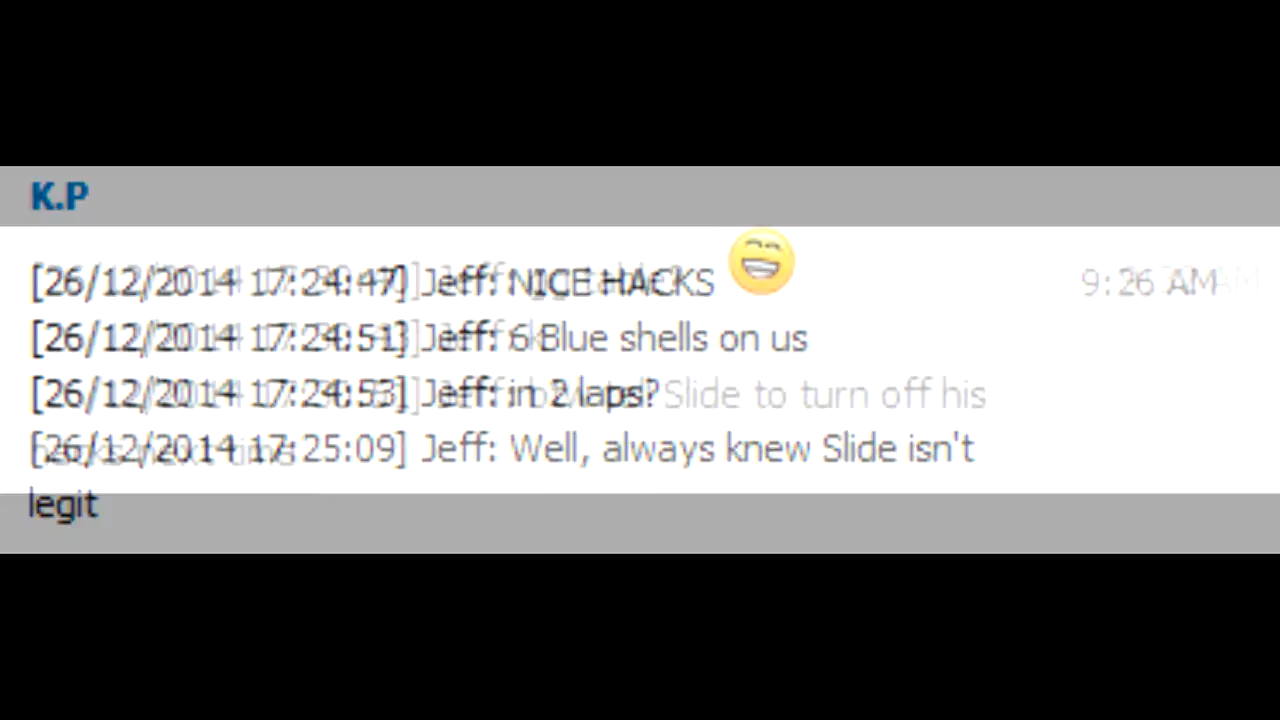 K.P
[26/12/2014 17:24:47] Jeff: NICE HACKS
9:26 AM
[26/12/2014 17:24:51] Jeff: 6 Blue shells on us
[26/12/2014 17:24:53] Jeff: in 2 laps?
Slide to turn off his
[26/12/2014 17:25:09] Jeff: Well, always knew Slide isn't
legit